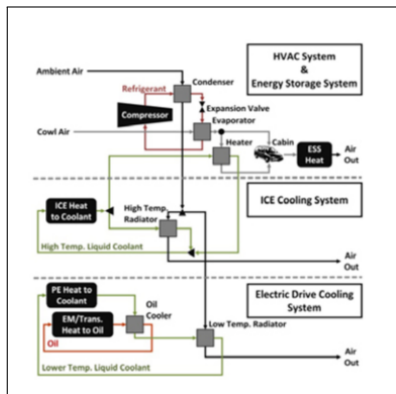 HVAC System
&
Energy Storage System
Ambient Air
Condenser
Refrigerant
Compressor
Expansion Valve
Evaporator
Cowl Air
Heater
Cabin
ESS
Heat
Air
Out
ICE Heat
to Coolant
High Temp.
Radiator
ICE Cooling System
High Temp. Liquid Coolant
Air
Out
PE Heat to
Coolant
Oil
Cooler
Electric Drive Cooling
System
EM/Trans.
Heat to Oil
Oil
Low Temp. Radiator
Lower Temp. Liquid Coolant
Air
Out